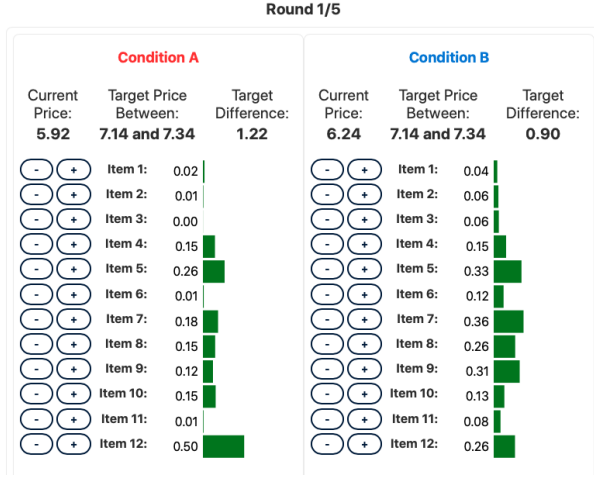 Round 1/5
Condition A
Current Price:
Target Price Between:
Target Difference:
5.92
7.14 and 7.34
1.22
- + Item 1: 0.02
- + Item 2: 0.01
- + Item 3: 0.00
- + Item 4: 0.15
- + Item 5: 0.26
- + Item 6: 0.01
- + Item 7: 0.18
- + Item 8: 0.15
- + Item 9: 0.12
- + Item 10: 0.15
- + Item 11: 0.01
- + Item 12: 0.50
Condition B
Current Price:
Target Price Between:
Target Difference:
6.24
7.14 and 7.34
0.90
- + Item 1: 0.04
- + Item 2: 0.06
- + Item 3: 0.06
- + Item 4: 0.15
- + Item 5: 0.33
- + Item 6: 0.12
- + Item 7: 0.36
- + Item 8: 0.26
- + Item 9: 0.31
- + Item 10: 0.13
- + Item 11: 0.08
- + Item 12: 0.26